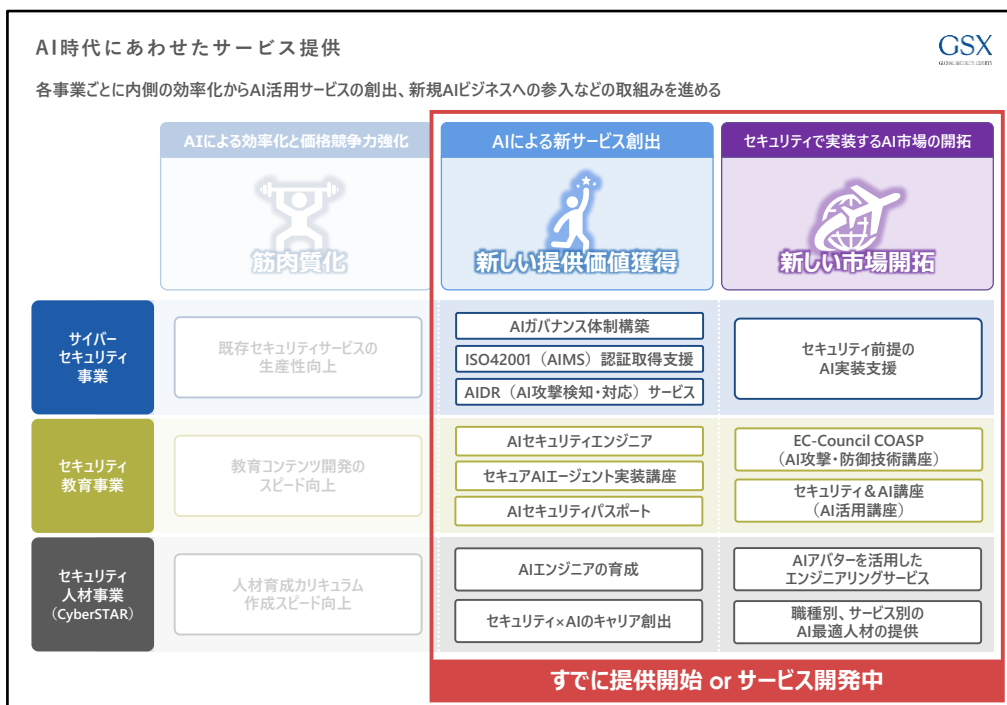 AI時代にあわせたサービス提供
GSX
GLOBAL SECURITY EXPERTS
各事業ごとに内側の効率化からAI活用サービスの創出、新規AIビジネスへの参入などの取組みを進める
AIによる効率化と価格競争力強化
筋肉質化
AIによる新サービス創出
新しい提供価値獲得
セキュリティで実装するAI市場の開拓
新しい市場開拓
サイバー
セキュリティ
事業
既存セキュリティサービスの
生産性向上
AIガバナンス体制構築
ISO42001（AIMS）認証取得支援
AIDR（AI攻撃検知・対応）サービス
セキュリティ前提の
AI実装支援
セキュリティ
教育事業
教育コンテンツ開発の
スピード向上
AIセキュリティエンジニア
セキュアAIエージェント実装講座
AIセキュリティパスポート
EC-Council COASP
（AI攻撃・防御技術講座）
セキュリティ＆AI講座
（AI活用講座）
セキュリティ
人材事業
（CyberSTAR）
人材育成カリキュラム
作成スピード向上
AIエンジニアの育成
セキュリティ×AIのキャリア創出
AIアバターを活用した
エンジニアリングサービス
職種別、サービス別の
AI最適人材の提供
すでに提供開始 or サービス開発中